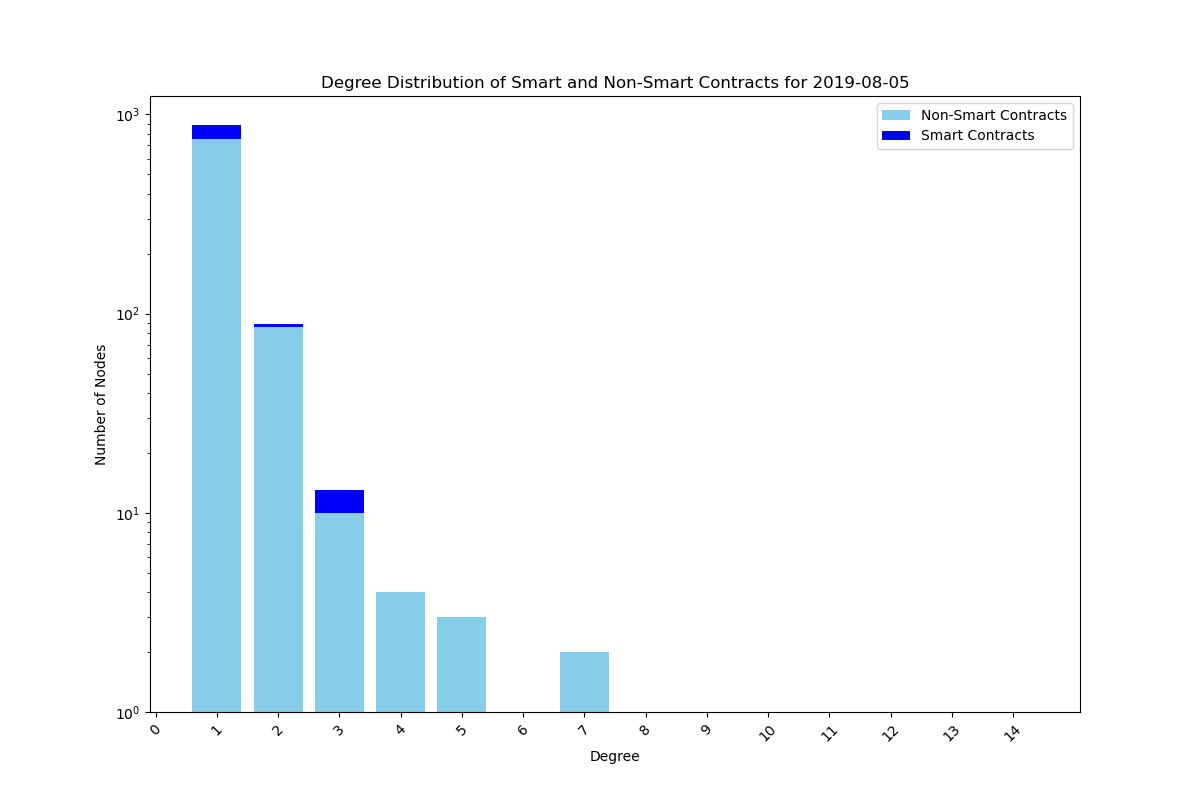 Degree Distribution of Smart and Non-Smart Contracts for 2019-08-05
Non-Smart Contracts
Smart Contracts
Number of Nodes
10³
10²
10¹
10⁰
0 1 2 3 4 5 6 7 8 9 10 11 12 13 14
Degree